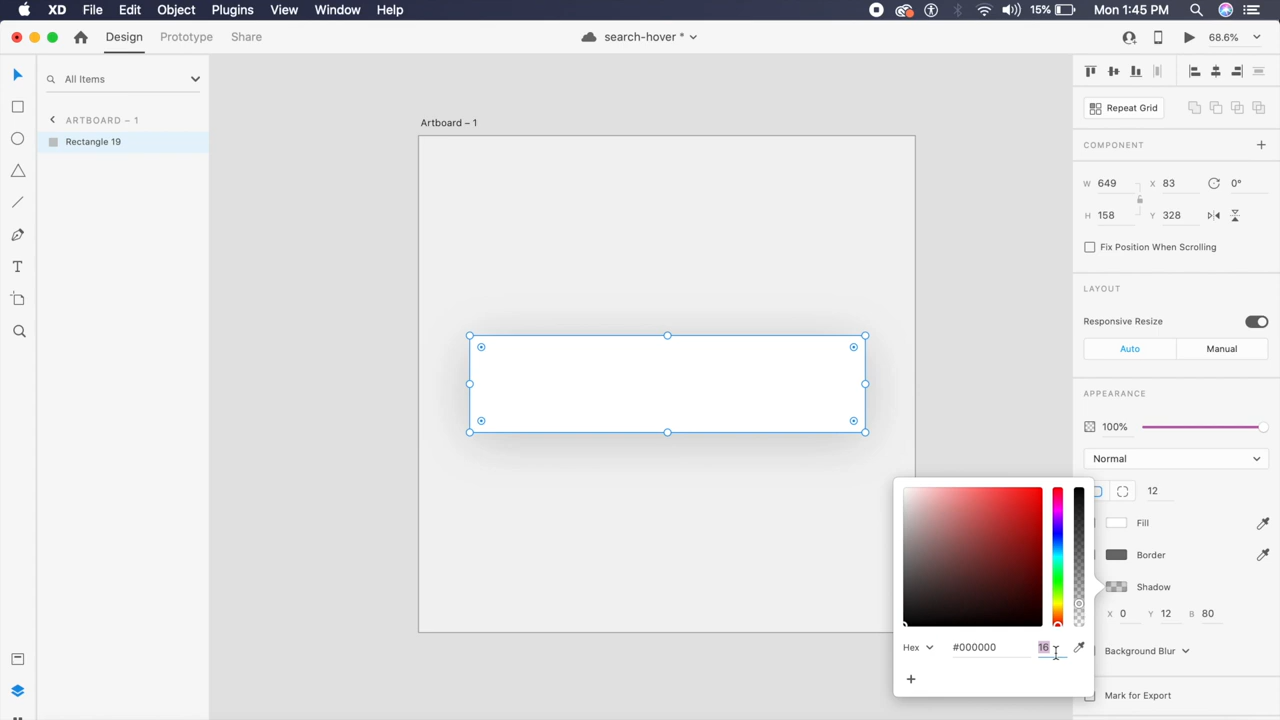 XD File Edit Object Plugins View Window Help 15% Mon 1:45 PM
Design Prototype Share search-hover * 68.6%
All Items
ARTBOARD – 1
Rectangle 19
Artboard – 1
Repeat Grid
COMPONENT
W 649 X 83 0°
H 158 Y 328
Fix Position When Scrolling
LAYOUT
Responsive Resize
Auto Manual
APPEARANCE
100%
Normal
12
Fill
Border
Shadow
X 0 Y 12 B 80
Hex #000000 16
Background Blur
Mark for Export